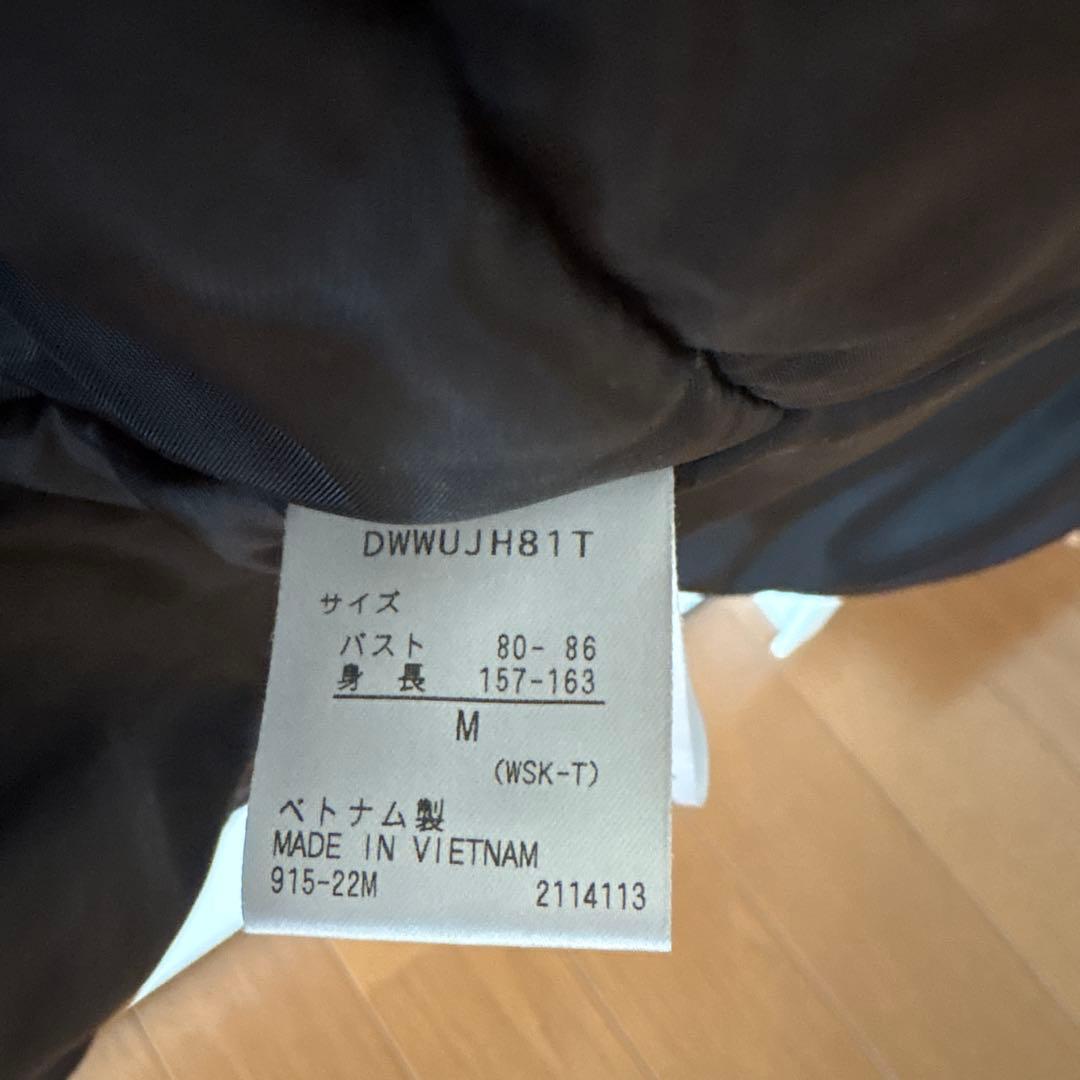 DWWUJH81T
サイズ
バスト 80- 86
身 長 157-163
M
(WSK-T)
ベトナム製
MADE IN VIETNAM
915-22M 2114113